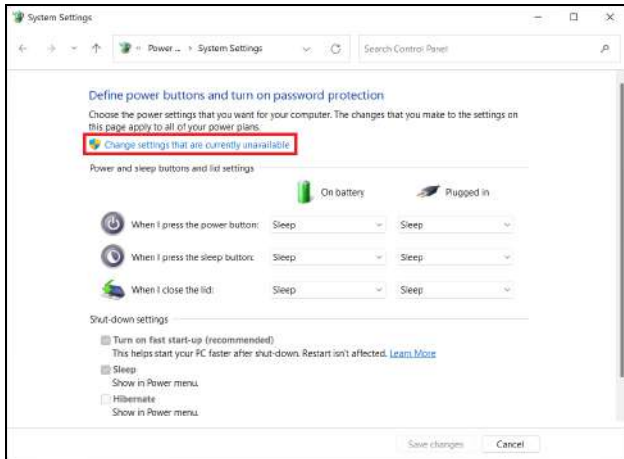 System Settings
Power ... › System Settings
Search Control Panel
Define power buttons and turn on password protection
Choose the power settings that you want for your computer. The changes that you make to the settings on
this page apply to all of your power plans.
Change settings that are currently unavailable
Power and sleep buttons and lid settings
On battery Plugged in
When I press the power button: Sleep Sleep
When I press the sleep button: Sleep Sleep
When I close the lid: Sleep Sleep
Shut-down settings
Turn on fast start-up (recommended)
This helps start your PC faster after shut-down. Restart isn't affected. Learn More
Sleep
Show in Power menu.
Hibernate
Show in Power menu.
Save changes Cancel